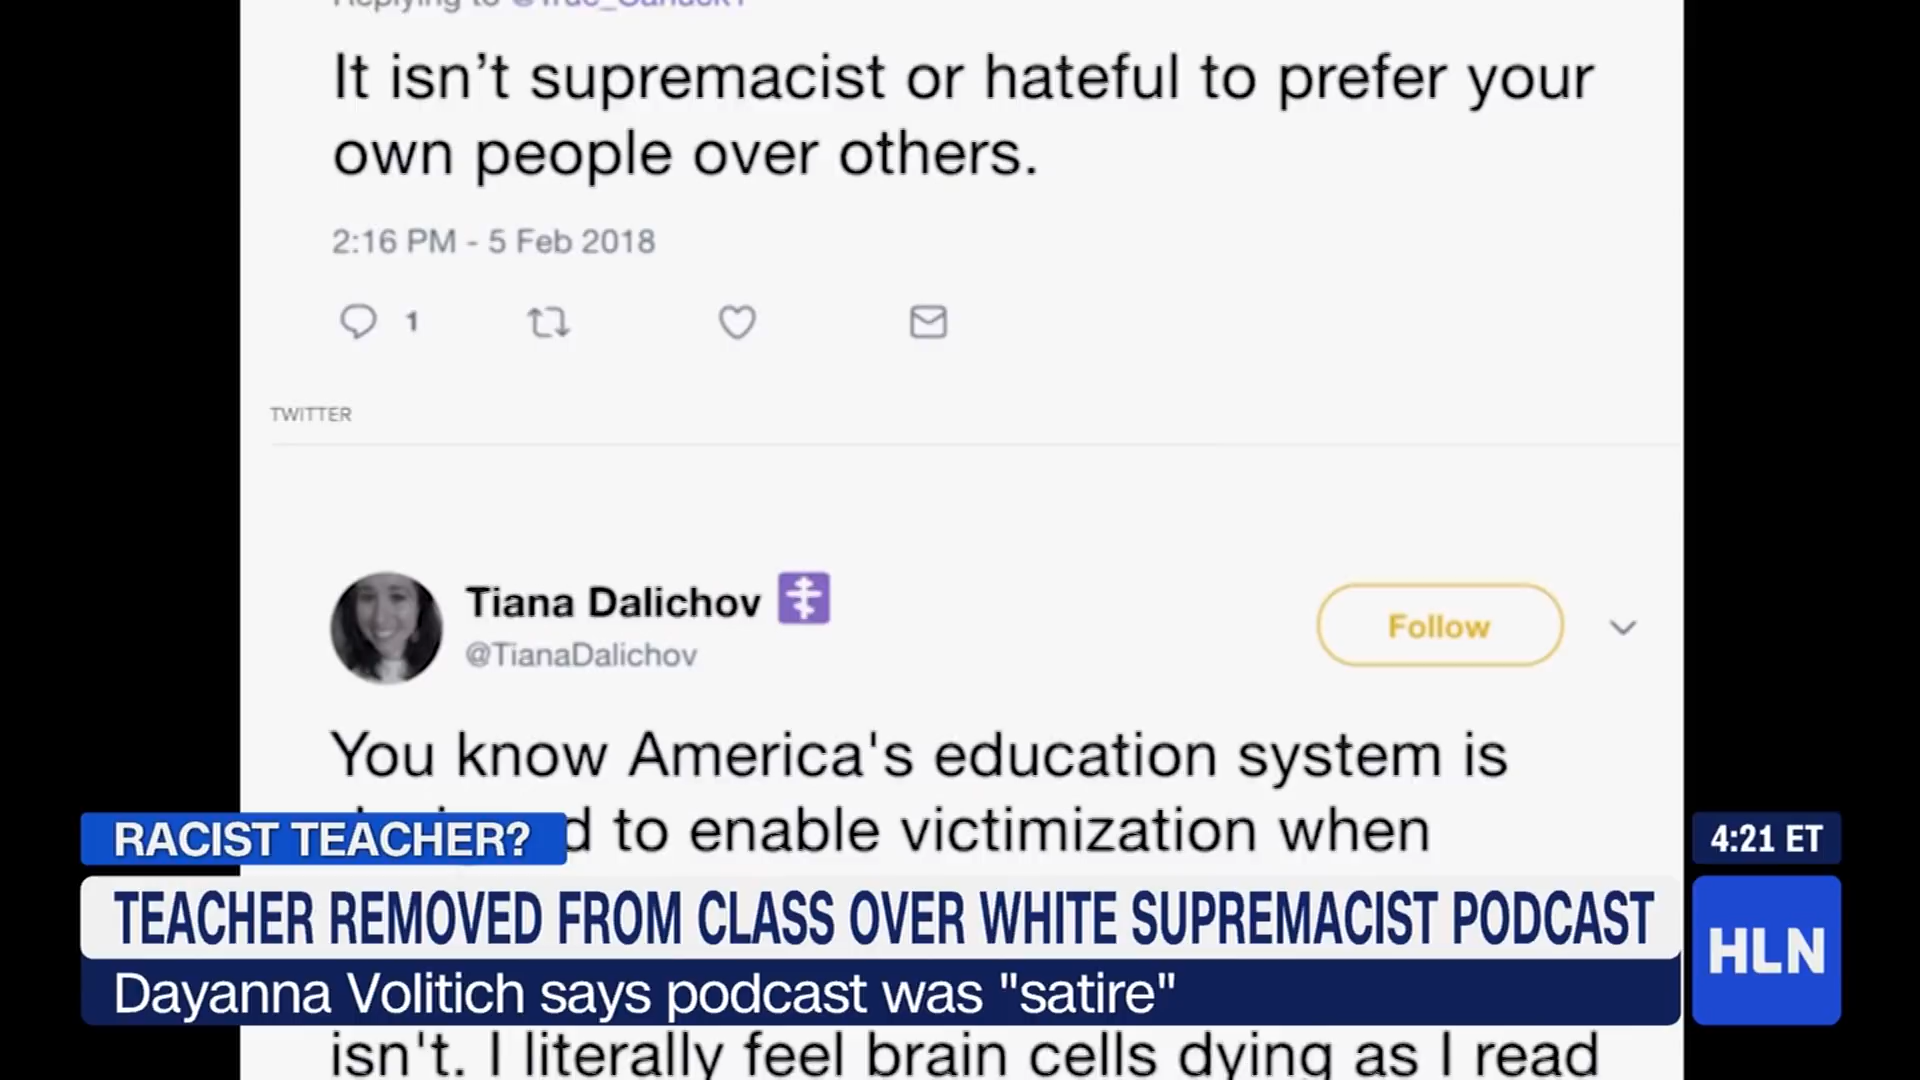 Replying to
It isn't supremacist or hateful to prefer your
own people over others.
2:16 PM - 5 Feb 2018
1
TWITTER
Tiana Dalichov
@TianaDalichov
Follow
You know America's education system is
to enable victimization when
RACIST TEACHER?
4:21 ET
TEACHER REMOVED FROM CLASS OVER WHITE SUPREMACIST PODCAST
HLN
Dayanna Volitich says podcast was "satire"
isn't. I literally feel brain cells dying as I read